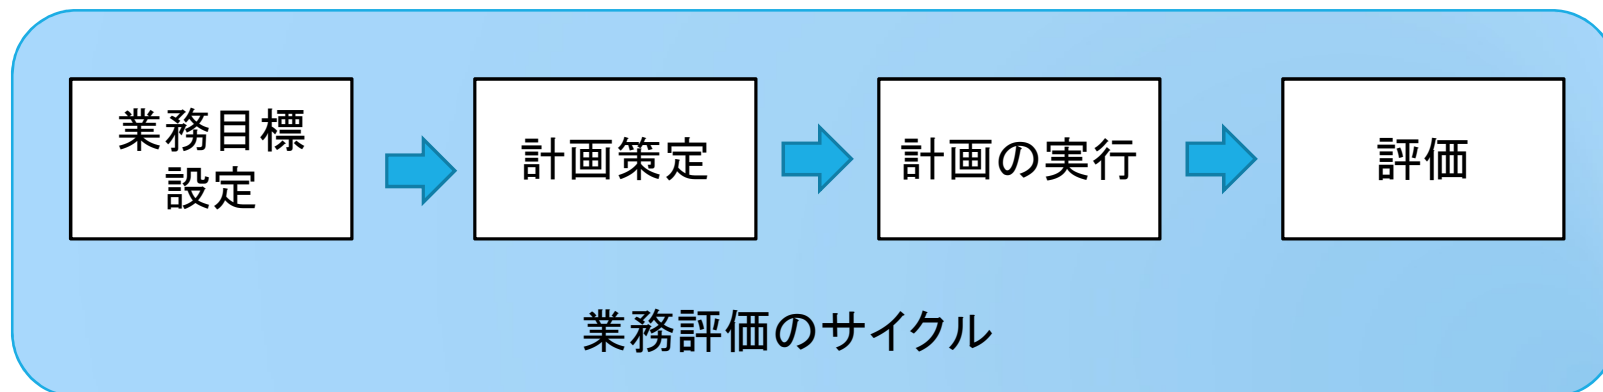 業務目標
設定
計画策定
計画の実行
評価
業務評価のサイクル